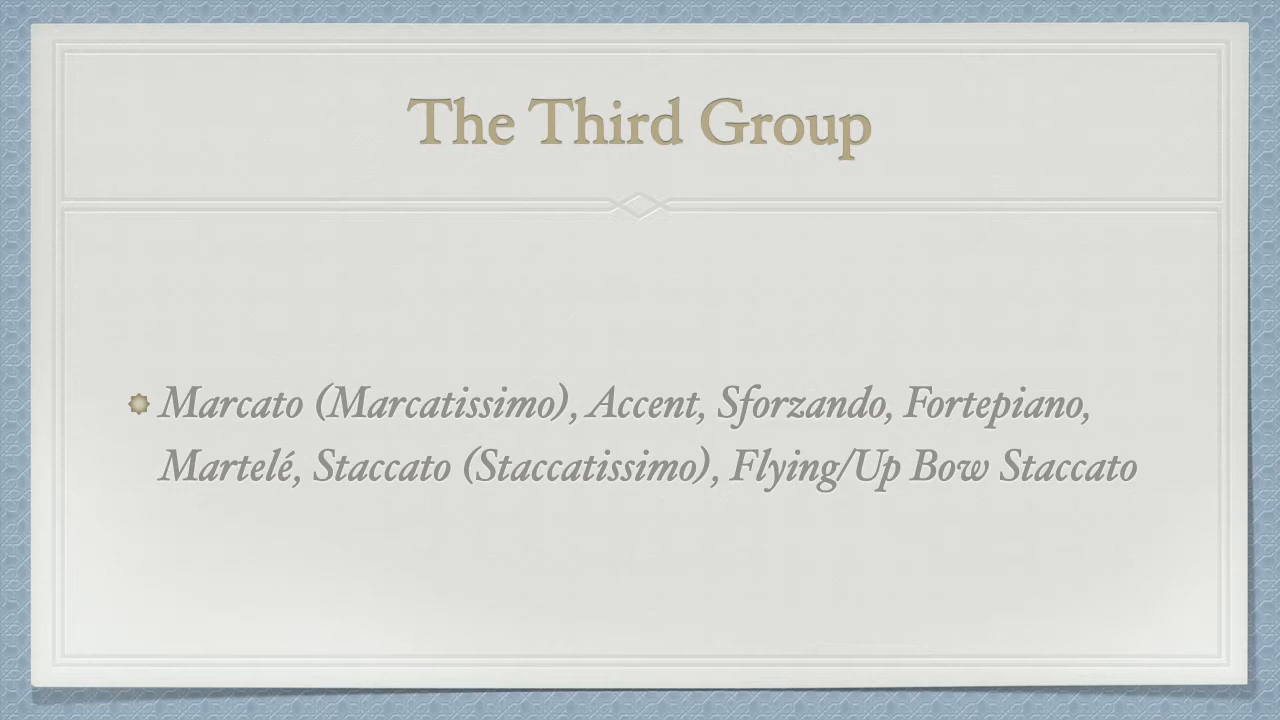 The Third Group
Marcato (Marcatissimo), Accent, Sforzando, Fortepiano,
Martelé, Staccato (Staccatissimo), Flying/Up Bow Staccato